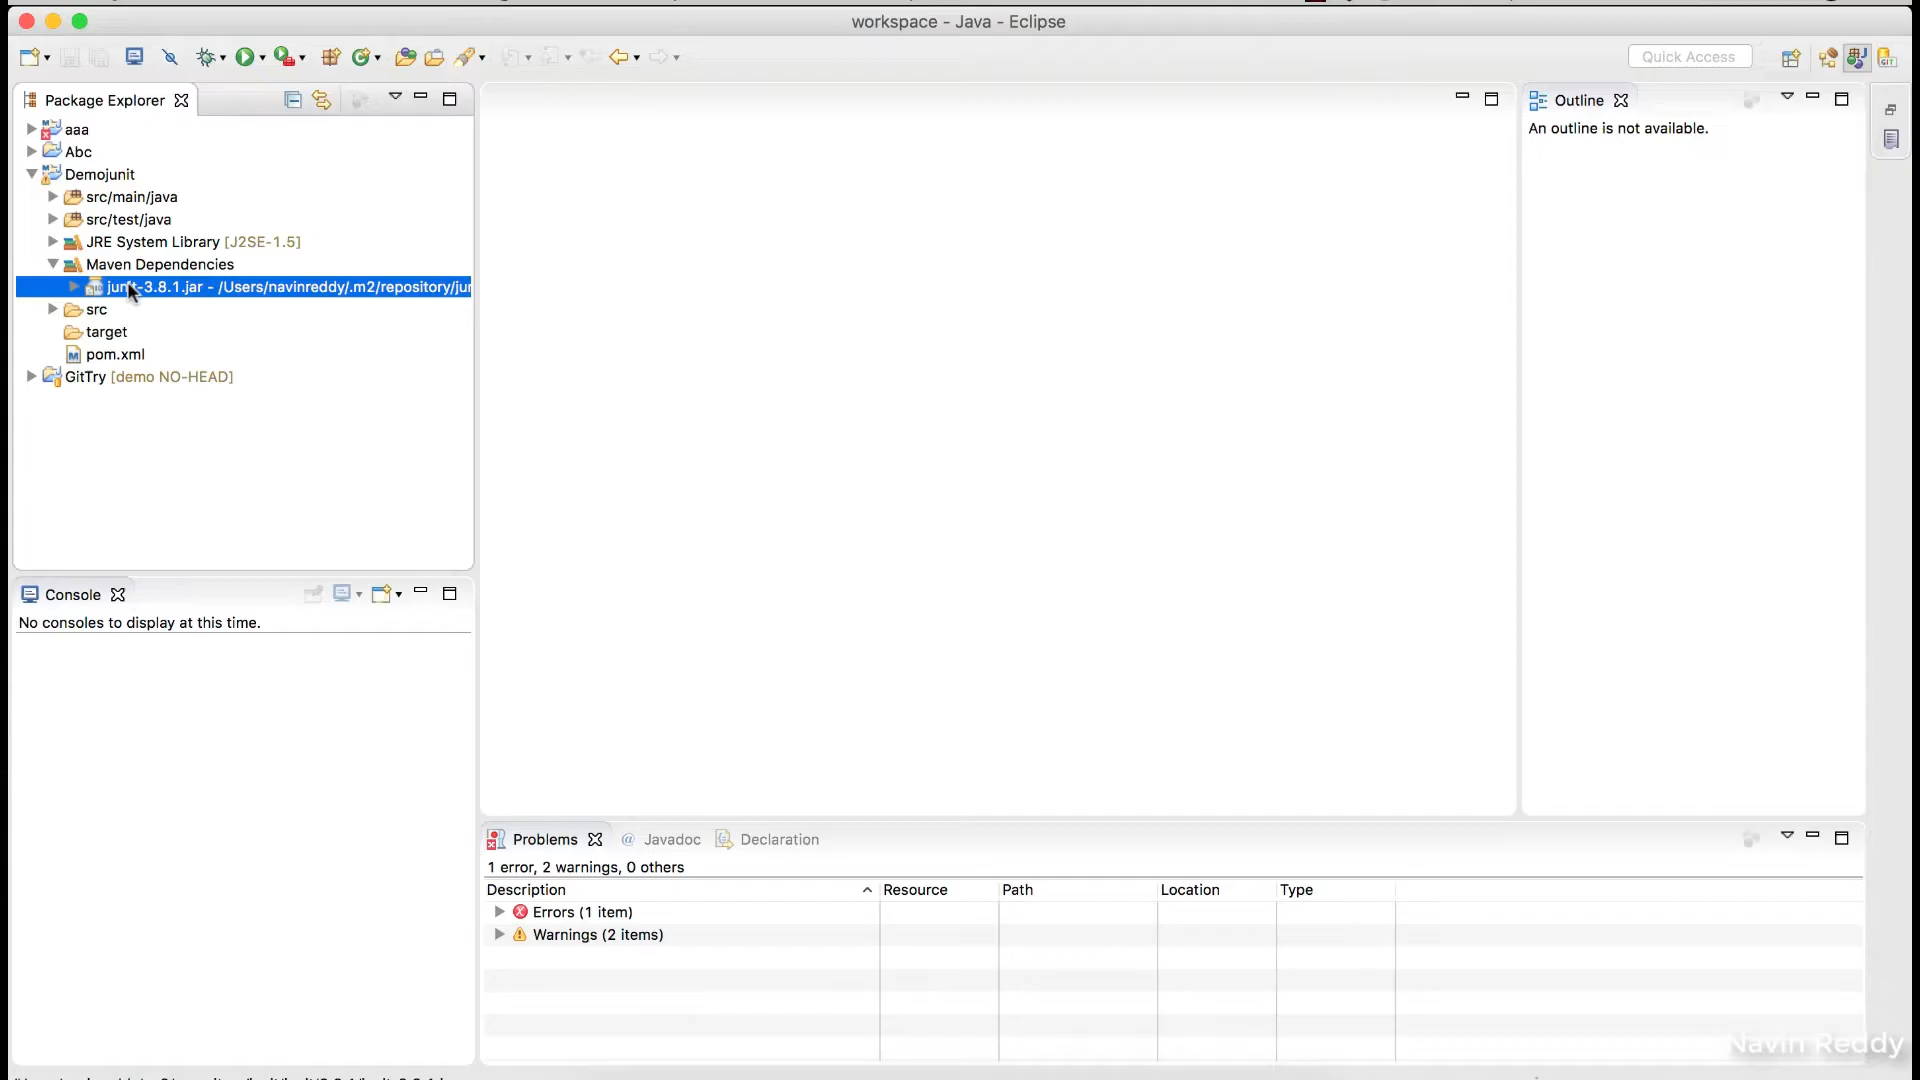 workspace - Java - Eclipse
Quick Access
Package Explorer
aaa
Abc
Demojunit
src/main/java
src/test/java
JRE System Library [J2SE-1.5]
Maven Dependencies
-3.8.1.jar - /Users/navinreddy/.m2/repository/jun
src
target
pom.xml
GitTry [demo NO-HEAD]
Outline
An outline is not available.
Console
No consoles to display at this time.
Problems
@ Javadoc
Declaration
1 error, 2 warnings, 0 others
Description
Resource
Path
Location
Type
Errors (1 item)
Warnings (2 items)
Navin Reddy